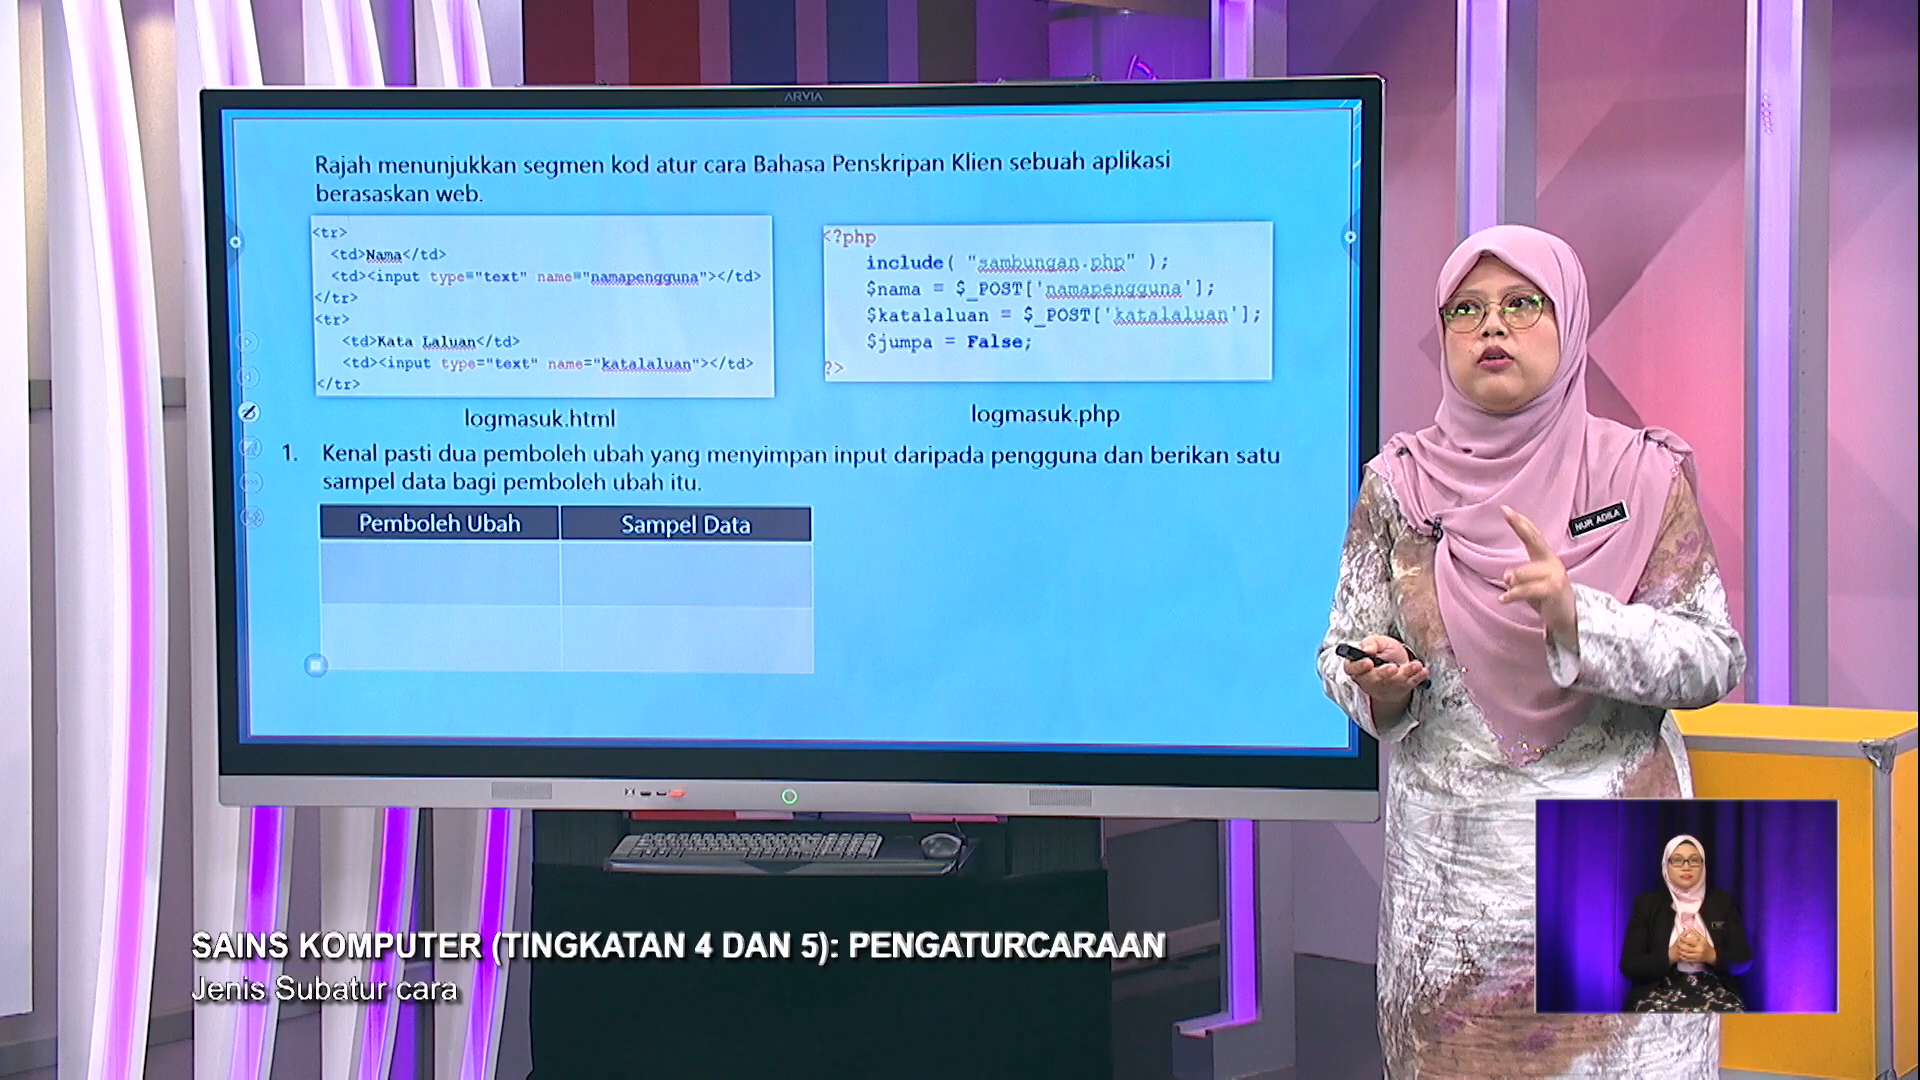 ARVIA
Rajah menunjukkan segmen kod atur cara Bahasa Penskripan Klien sebuah aplikasi
berasaskan web.
<tr>
<td>Nama</td>
<td><input type="text" name="namapengguna"></td>
</tr>
<tr>
<td>Kata Laluan</td>
<td><input type="text" name="katalaluan"></td>
</tr>
logmasuk.html
<?php
include( "sambungan.php" );
$nama = $_POST['namapengguna'];
$katalaluan = $_POST['katalaluan'];
$jumpa = False;
?>
logmasuk.php
1. Kenal pasti dua pemboleh ubah yang menyimpan input daripada pengguna dan berikan satu
sampel data bagi pemboleh ubah itu.
Pemboleh Ubah Sampel Data
NUR ADILA
SAINS KOMPUTER (TINGKATAN 4 DAN 5): PENGATURCARAAN
Jenis Subatur cara